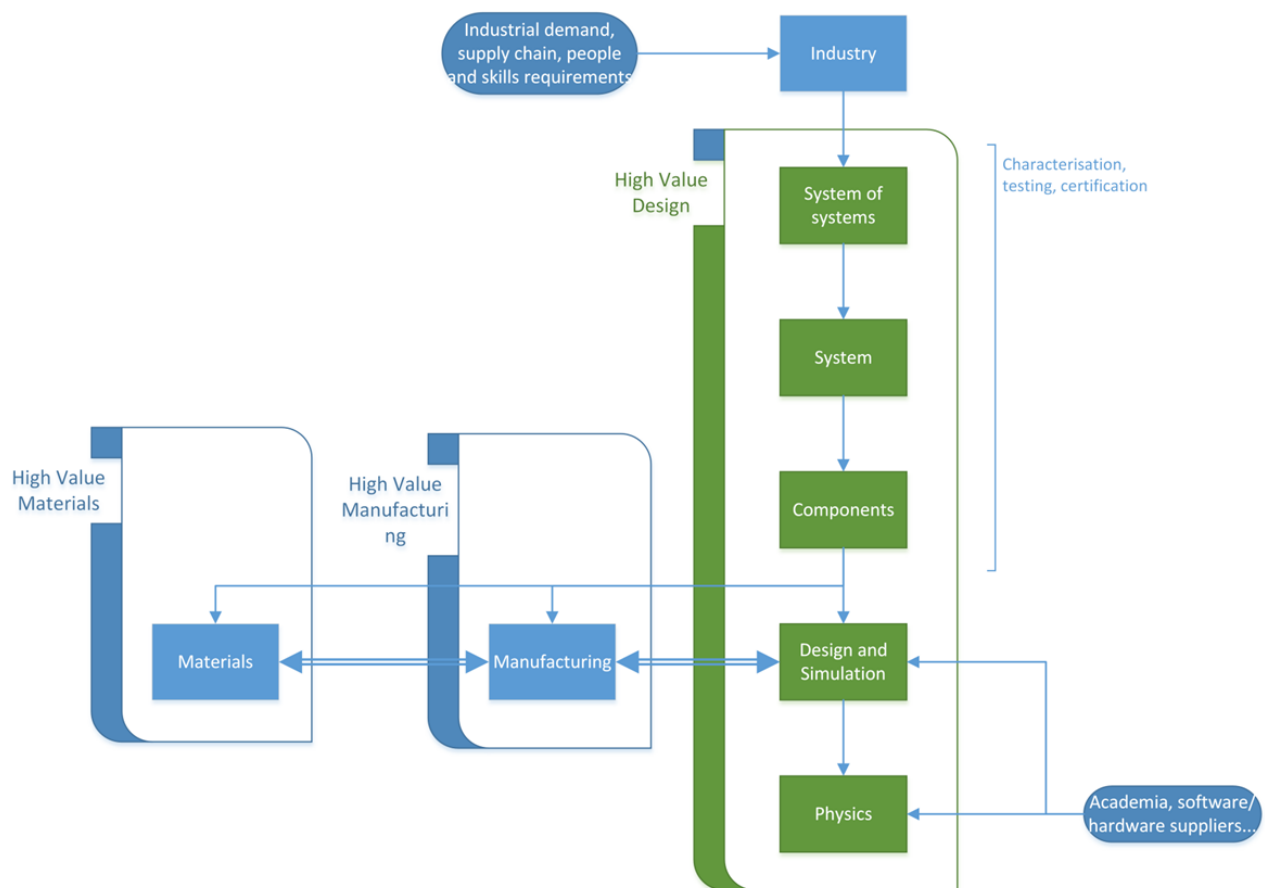 Industrial demand,
supply chain, people
and skills requirements
Industry
Characterisation,
testing, certification
High Value
Design
System of
systems
System
High Value
Materials
High Value
Manufacturi
ng
Components
Materials
Manufacturing
Design and
Simulation
Physics
Academia, software/
hardware suppliers...